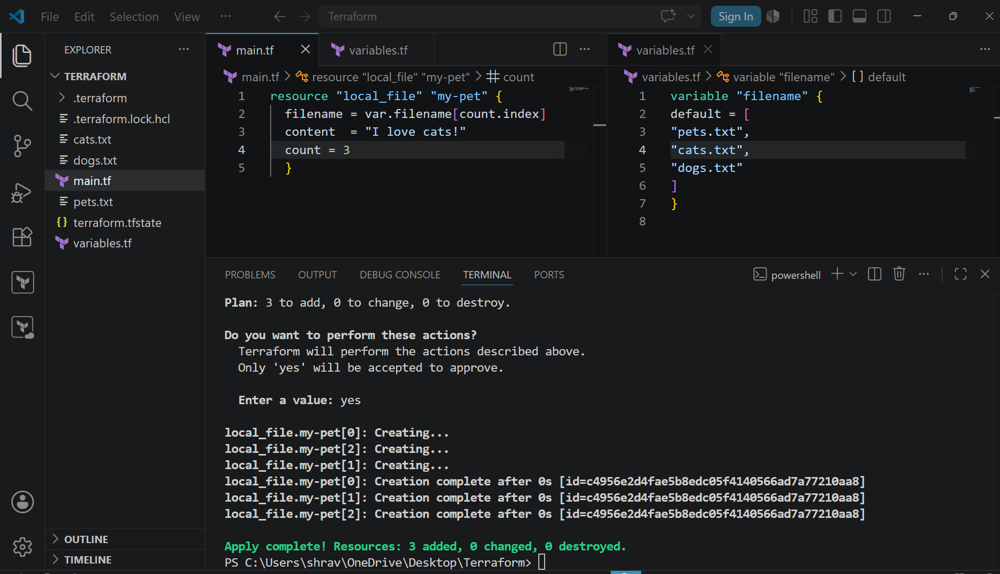 File Edit Selection View ··· Terraform Sign In
EXPLORER ···
TERRAFORM
.terraform
.terraform.lock.hcl
cats.txt
dogs.txt
main.tf
pets.txt
terraform.tfstate
variables.tf
OUTLINE
TIMELINE
main.tf variables.tf
main.tf > resource "local_file" "my-pet" > # count
1 resource "local_file" "my-pet" {
2 filename = var.filename[count.index]
3 content = "I love cats!"
4 count = 3
5 }
variables.tf
variables.tf > variable "filename" > [ ] default
1 variable "filename" {
2 default = [
3 "pets.txt",
4 "cats.txt",
5 "dogs.txt"
6 ]
7 }
8
PROBLEMS OUTPUT DEBUG CONSOLE TERMINAL PORTS powershell
Plan: 3 to add, 0 to change, 0 to destroy.
Do you want to perform these actions?
Terraform will perform the actions described above.
Only 'yes' will be accepted to approve.
Enter a value: yes
local_file.my-pet[0]: Creating...
local_file.my-pet[2]: Creating...
local_file.my-pet[1]: Creating...
local_file.my-pet[0]: Creation complete after 0s [id=c4956e2d4fae5b8edc05f4140566ad7a77210aa8]
local_file.my-pet[1]: Creation complete after 0s [id=c4956e2d4fae5b8edc05f4140566ad7a77210aa8]
local_file.my-pet[2]: Creation complete after 0s [id=c4956e2d4fae5b8edc05f4140566ad7a77210aa8]
Apply complete! Resources: 3 added, 0 changed, 0 destroyed.
PS C:\Users\shrav\OneDrive\Desktop\Terraform>